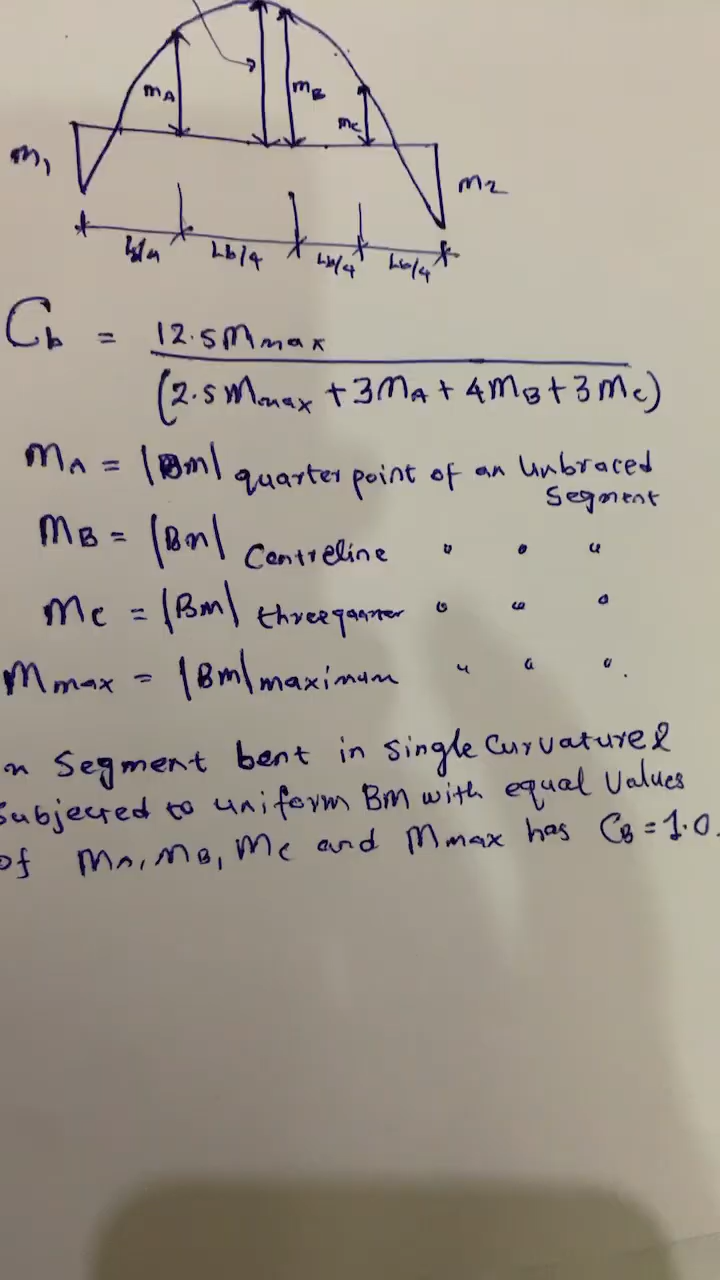 mA
mB
mc
m1
m2
Lb/4 Lb/4 Lb/4 Lb/4
Cb = 12.5Mmax
(2.5Mmax + 3MA + 4MB + 3Mc)
MA = |Bm| quarter point of an Unbraced
Segment
MB = |Bm| Centreline " " "
Mc = |Bm| threequarter " " "
Mmax = |Bm| maximum " " ".
Segment bent in single Curvature &
Subjected to uniform BM with equal Values
of MA, MB, Mc and Mmax has CB = 1.0.